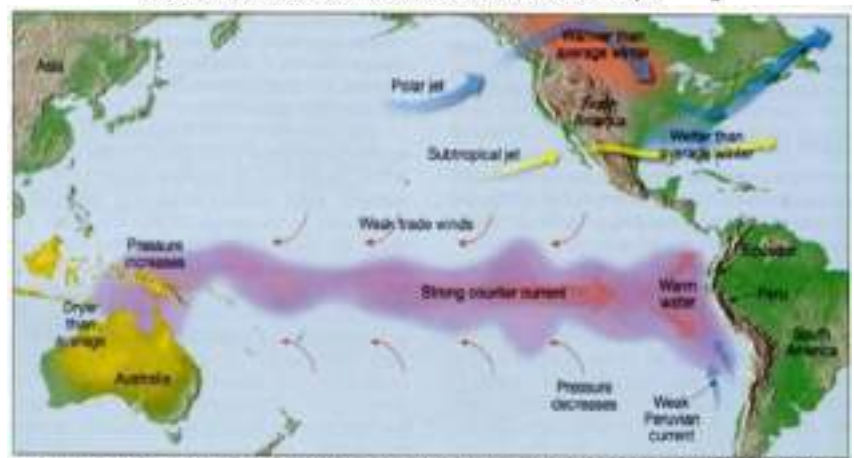 Warmer than
average winter
Asia
Polar jet
North
America
Wetter than
average winter
Subtropical jet
Weak trade winds
Pressure
increases
Ecuador
Strong counter current
Warm
water
Peru
Dryer
than
average
South
America
Australia
Pressure
decreases
Weak
Peruvian
current